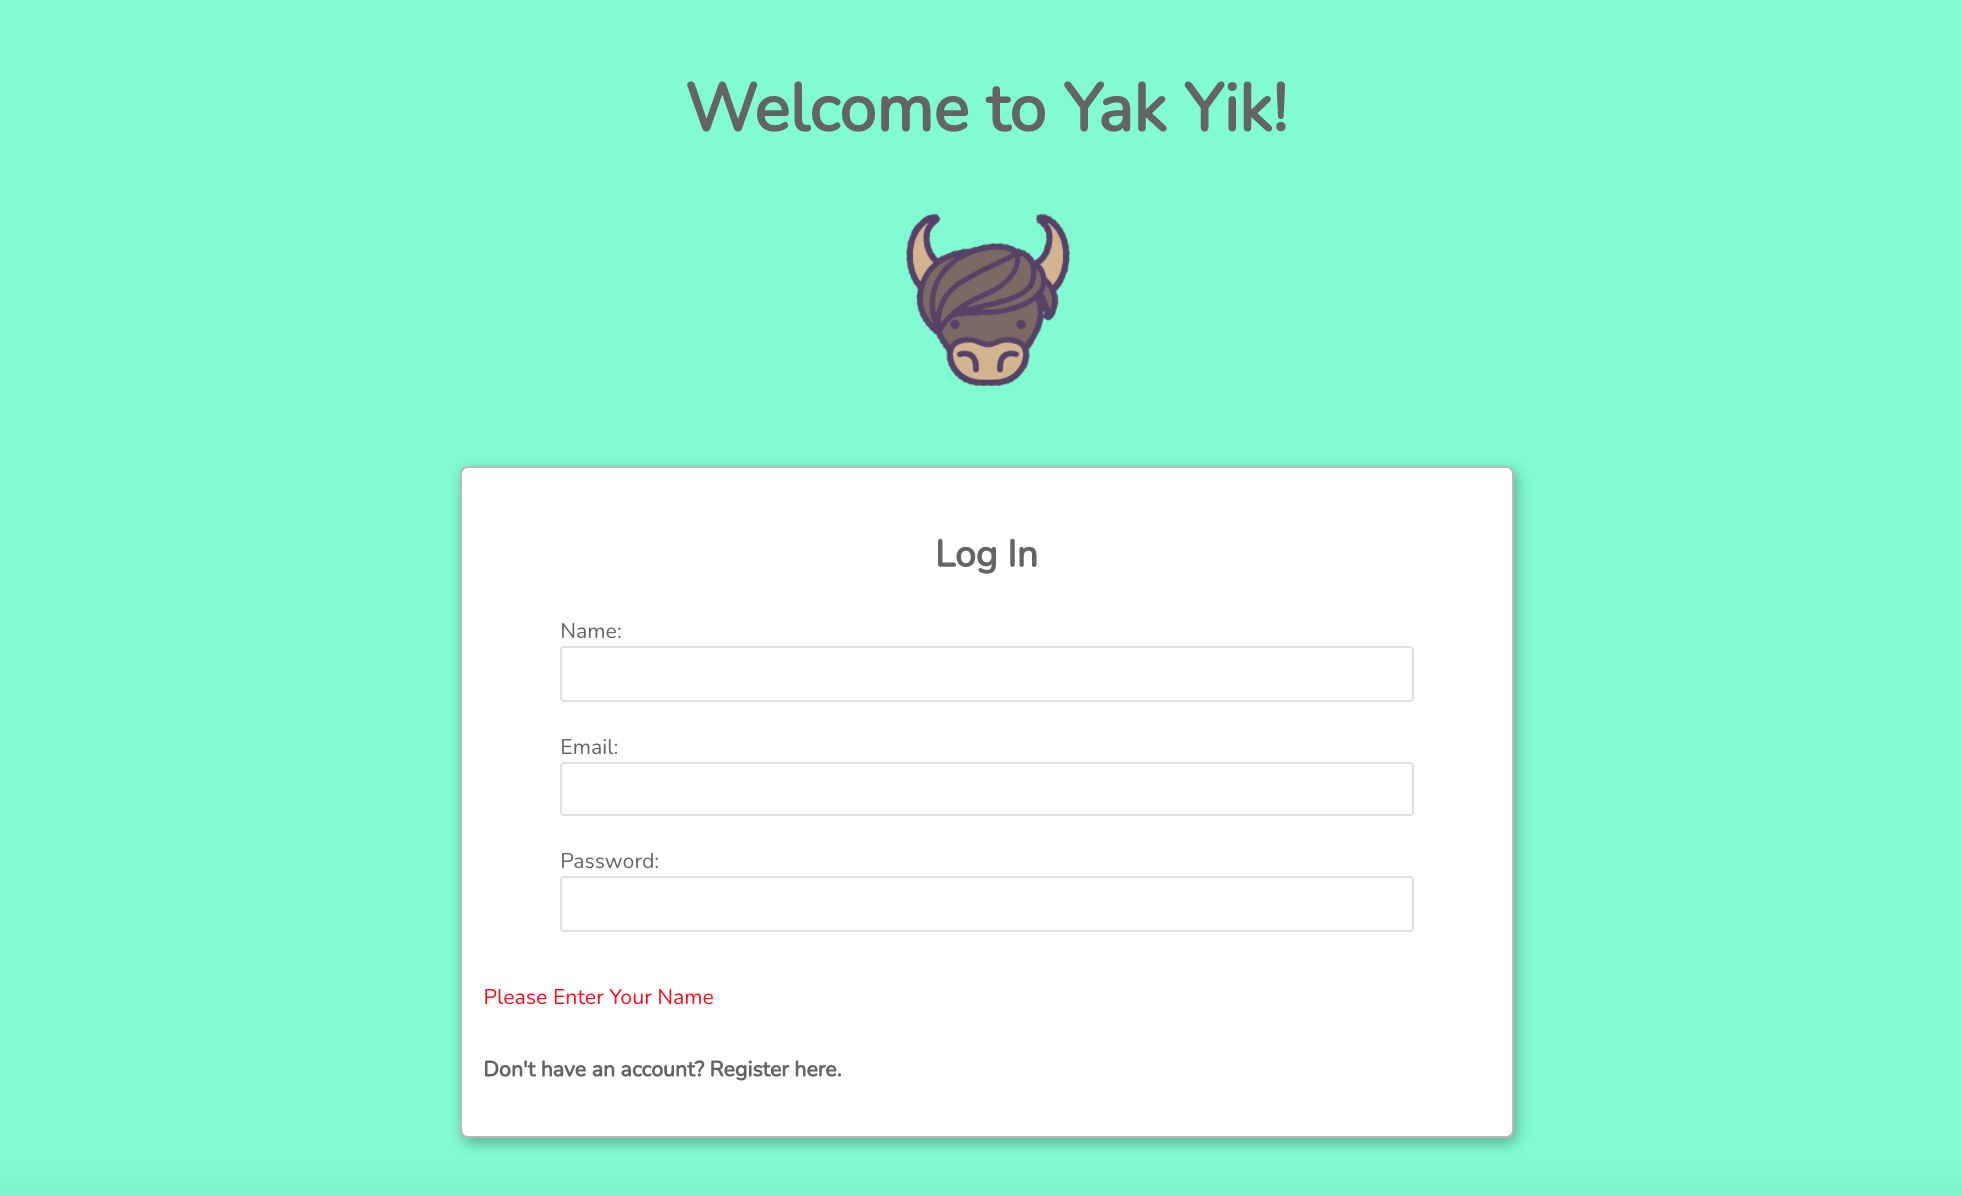 Welcome to Yak Yik!
Log In
Name:
Email:
Password:
Please Enter Your Name
Don't have an account? Register here.